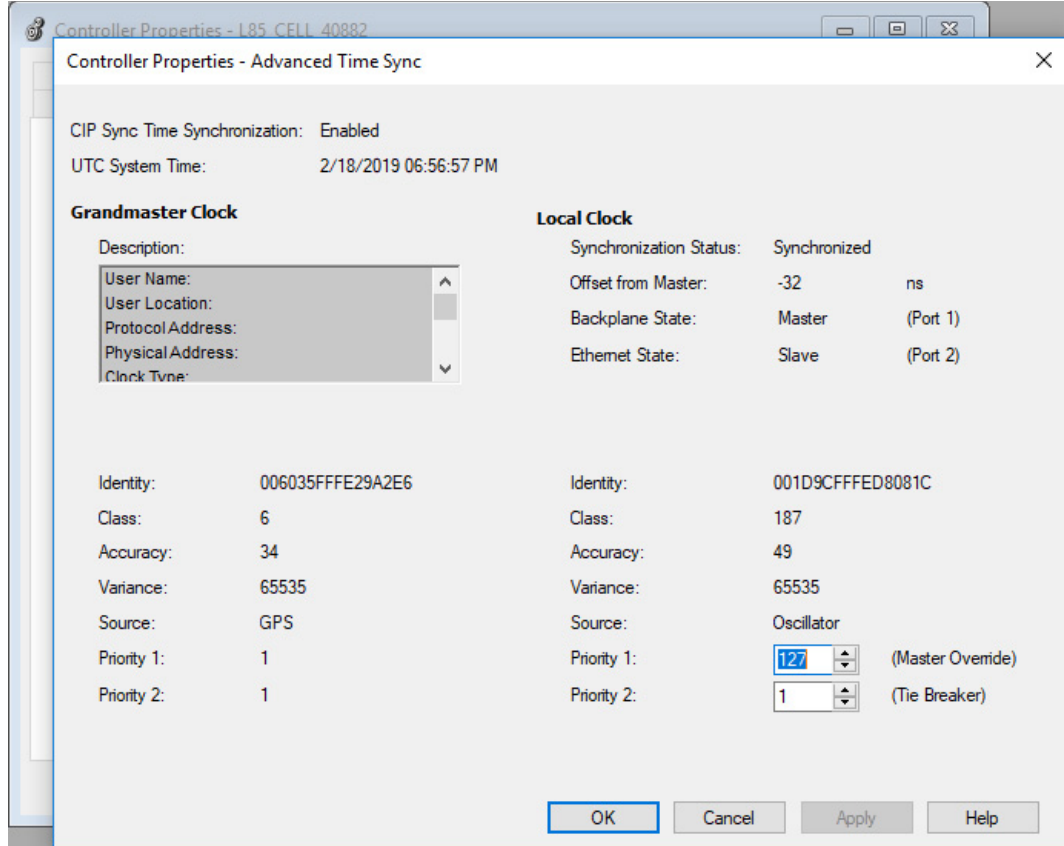 Controller Properties - L85_CELL_40882
Controller Properties - Advanced Time Sync
CIP Sync Time Synchronization: Enabled
UTC System Time: 2/18/2019 06:56:57 PM
Grandmaster Clock
Description:
User Name:
User Location:
Protocol Address:
Physical Address:
Clock Type:
Identity: 006035FFFE29A2E6
Class: 6
Accuracy: 34
Variance: 65535
Source: GPS
Priority 1: 1
Priority 2: 1
Local Clock
Synchronization Status: Synchronized
Offset from Master: -32 ns
Backplane State: Master (Port 1)
Ethernet State: Slave (Port 2)
Identity: 001D9CFFFED8081C
Class: 187
Accuracy: 49
Variance: 65535
Source: Oscillator
Priority 1: 127 (Master Override)
Priority 2: 1 (Tie Breaker)
OK Cancel Apply Help